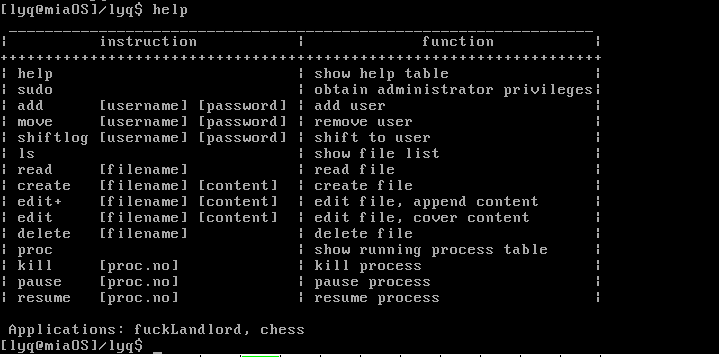 [lyq@miaOS]/lyq$ help
¦ instruction ¦ function ¦
+++++++++++++++++++++++++++++++++++++++++++++++++++++++++++++++++++++++++++
¦ help ¦ show help table ¦
¦ sudo ¦ obtain administrator privileges¦
¦ add [username] [password] ¦ add user ¦
¦ move [username] [password] ¦ remove user ¦
¦ shiftlog [username] [password] ¦ shift to user ¦
¦ ls ¦ show file list ¦
¦ read [filename] ¦ read file ¦
¦ create [filename] [content] ¦ create file ¦
¦ edit+ [filename] [content] ¦ edit file, append content ¦
¦ edit [filename] [content] ¦ edit file, cover content ¦
¦ delete [filename] ¦ delete file ¦
¦ proc ¦ show running process table ¦
¦ kill [proc.no] ¦ kill process ¦
¦ pause [proc.no] ¦ pause process ¦
¦ resume [proc.no] ¦ resume process ¦
Applications: fuckLandlord, chess
[lyq@miaOS]/lyq$ _